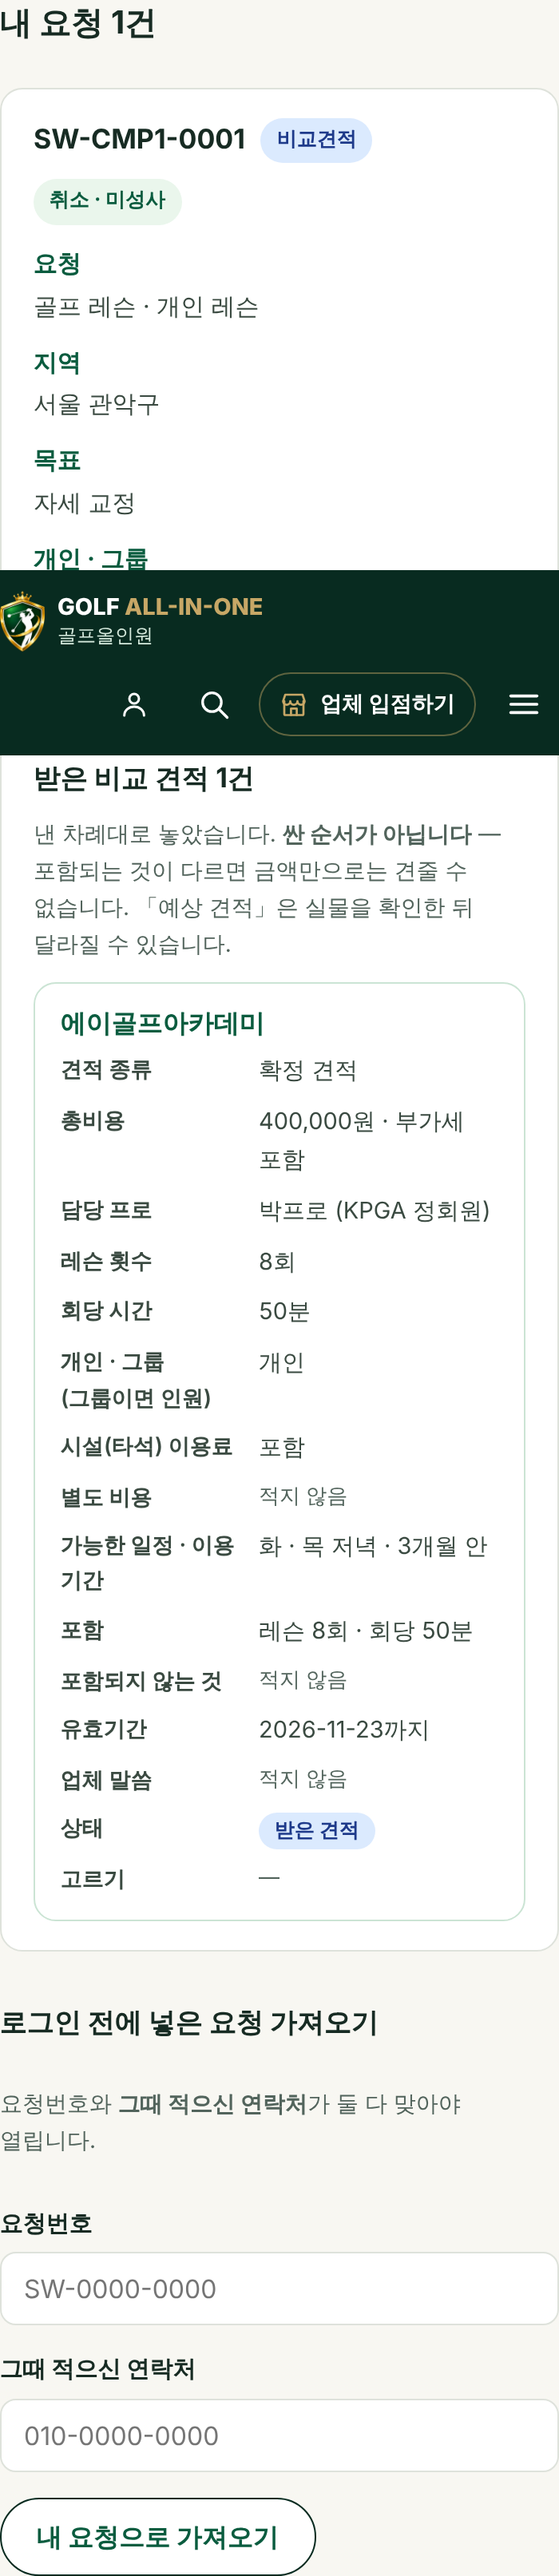 내 요청 1건
SW-CMP1-0001 비교견적
취소 · 미성사
요청
골프 레슨 · 개인 레슨
지역
서울 관악구
목표
자세 교정
개인 · 그룹
GOLF ALL-IN-ONE
골프올인원
업체 입점하기
받은 비교 견적 1건
낸 차례대로 놓았습니다. 싼 순서가 아닙니다 —
포함되는 것이 다르면 금액만으로는 견줄 수
없습니다. 「예상 견적」은 실물을 확인한 뒤
달라질 수 있습니다.
에이골프아카데미
견적 종류 확정 견적
총비용 400,000원 · 부가세
포함
담당 프로 박프로 (KPGA 정회원)
레슨 횟수 8회
회당 시간 50분
개인 · 그룹 개인
(그룹이면 인원)
시설(타석) 이용료 포함
별도 비용 적지 않음
가능한 일정 · 이용 화 · 목 저녁 · 3개월 안
기간
포함 레슨 8회 · 회당 50분
포함되지 않는 것 적지 않음
유효기간 2026-11-23까지
업체 말씀 적지 않음
상태 받은 견적
고르기 —
로그인 전에 넣은 요청 가져오기
요청번호와 그때 적으신 연락처가 둘 다 맞아야
열립니다.
요청번호
SW-0000-0000
그때 적으신 연락처
010-0000-0000
내 요청으로 가져오기